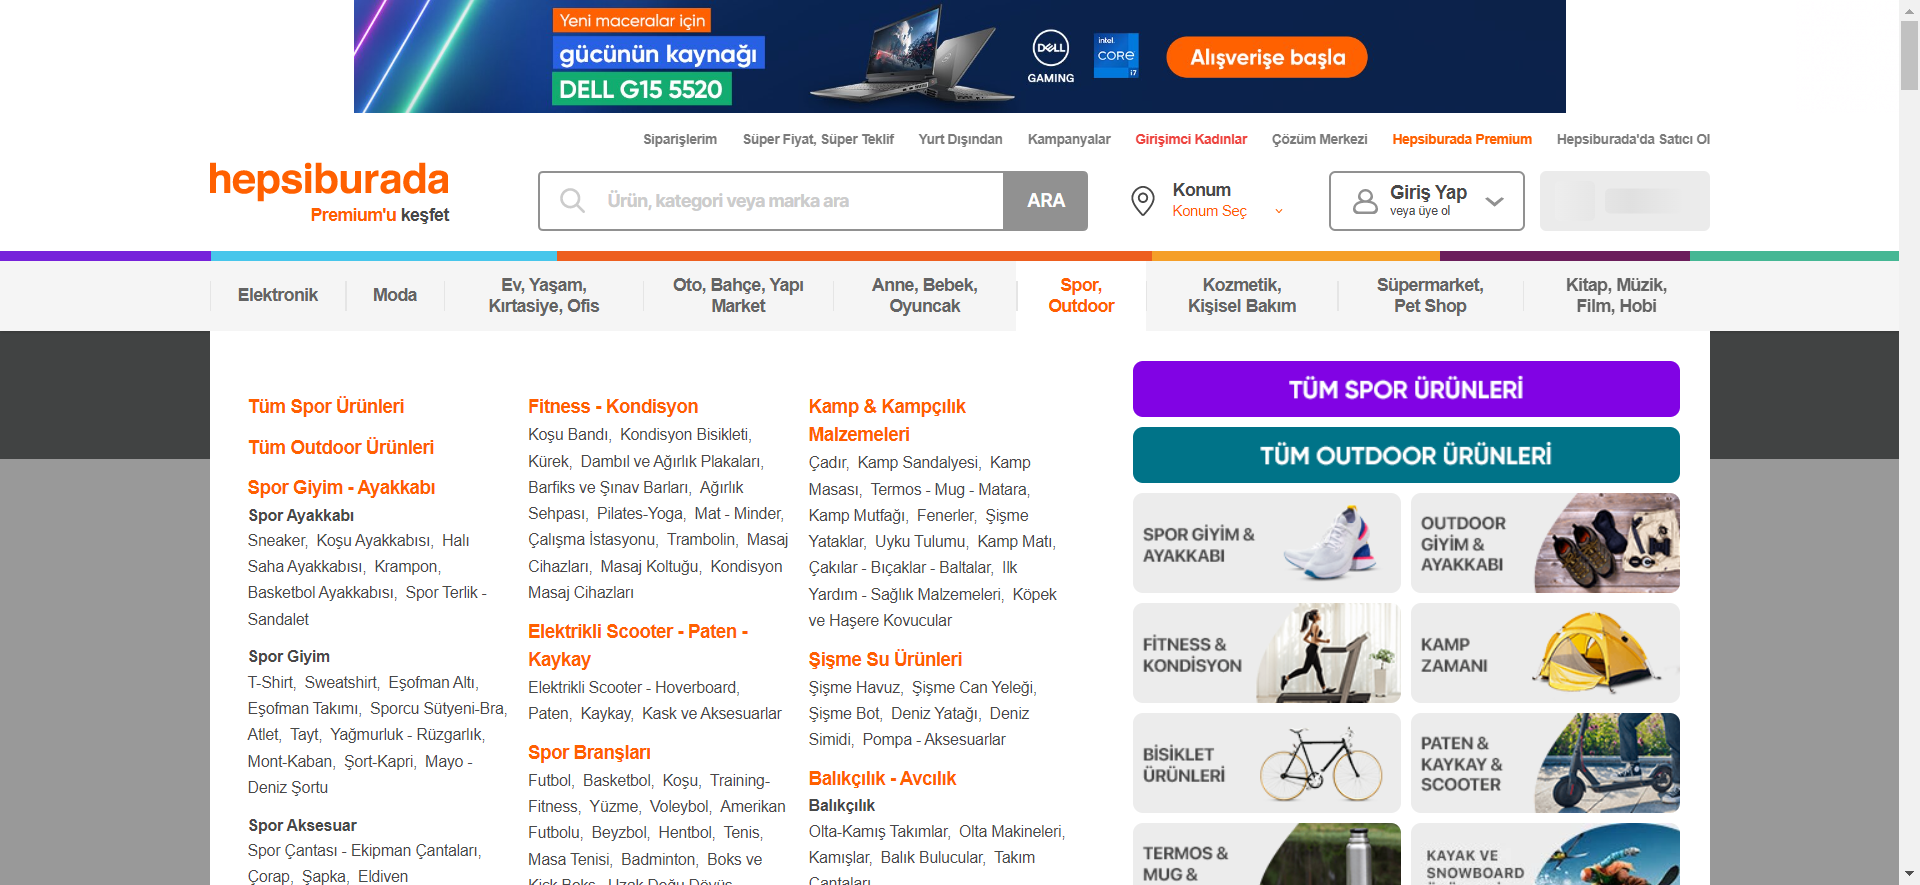 Yeni maceralar için
gücünün kaynağı
DELL G15 5520
DELL
GAMING
intel.
CORE
i7
Alışverişe başla
Siparişlerim
Süper Fiyat, Süper Teklif
Yurt Dışından
Kampanyalar
Girişimci Kadınlar
Çözüm Merkezi
Hepsiburada Premium
Hepsiburada'da Satıcı Ol
hepsiburada
Premium'u keşfet
Ürün, kategori veya marka ara
ARA
Konum
Konum Seç
Giriş Yap
veya üye ol
Elektronik
Moda
Ev, Yaşam,
Kırtasiye, Ofis
Oto, Bahçe, Yapı
Market
Anne, Bebek,
Oyuncak
Spor,
Outdoor
Kozmetik,
Kişisel Bakım
Süpermarket,
Pet Shop
Kitap, Müzik,
Film, Hobi
Tüm Spor Ürünleri
Tüm Outdoor Ürünleri
Spor Giyim - Ayakkabı
Spor Ayakkabı
Sneaker, Koşu Ayakkabısı, Halı
Saha Ayakkabısı, Krampon,
Basketbol Ayakkabısı, Spor Terlik -
Sandalet
Spor Giyim
T-Shirt, Sweatshirt, Eşofman Altı,
Eşofman Takımı, Sporcu Sütyeni-Bra,
Atlet, Tayt, Yağmurluk - Rüzgarlık,
Mont-Kaban, Şort-Kapri, Mayo -
Deniz Şortu
Spor Aksesuar
Spor Çantası - Ekipman Çantaları,
Çorap, Şapka, Eldiven
Fitness - Kondisyon
Koşu Bandı, Kondisyon Bisikleti,
Kürek, Dambıl ve Ağırlık Plakaları,
Barfiks ve Şınav Barları, Ağırlık
Sehpası, Pilates-Yoga, Mat - Minder,
Çalışma İstasyonu, Trambolin, Masaj
Cihazları, Masaj Koltuğu, Kondisyon
Masaj Cihazları
Elektrikli Scooter - Paten -
Kaykay
Elektrikli Scooter - Hoverboard,
Paten, Kaykay, Kask ve Aksesuarlar
Spor Branşları
Futbol, Basketbol, Koşu, Training-
Fitness, Yüzme, Voleybol, Amerikan
Futbolu, Beyzbol, Hentbol, Tenis,
Masa Tenisi, Badminton, Boks ve
Kick Boks, Uzak Doğu Dövüş
Kamp & Kampçılık
Malzemeleri
Çadır, Kamp Sandalyesi, Kamp
Masası, Termos - Mug - Matara,
Kamp Mutfağı, Fenerler, Şişme
Yataklar, Uyku Tulumu, Kamp Matı,
Çakılar - Bıçaklar - Baltalar, Ilk
Yardım - Sağlık Malzemeleri, Köpek
ve Haşere Kovucular
Şişme Su Ürünleri
Şişme Havuz, Şişme Can Yeleği,
Şişme Bot, Deniz Yatağı, Deniz
Simidi, Pompa - Aksesuarlar
Balıkçılık - Avcılık
Balıkçılık
Olta-Kamış Takımlar, Olta Makineleri,
Kamışlar, Balık Bulucular, Takım
Çantaları
TÜM SPOR ÜRÜNLERİ
TÜM OUTDOOR ÜRÜNLERİ
SPOR GİYİM &
AYAKKABI
OUTDOOR
GİYİM &
AYAKKABI
FİTNESS &
KONDİSYON
KAMP
ZAMANI
BİSİKLET
ÜRÜNLERİ
PATEN &
KAYKAY &
SCOOTER
TERMOS &
MUG &
KAYAK VE
SNOWBOARD